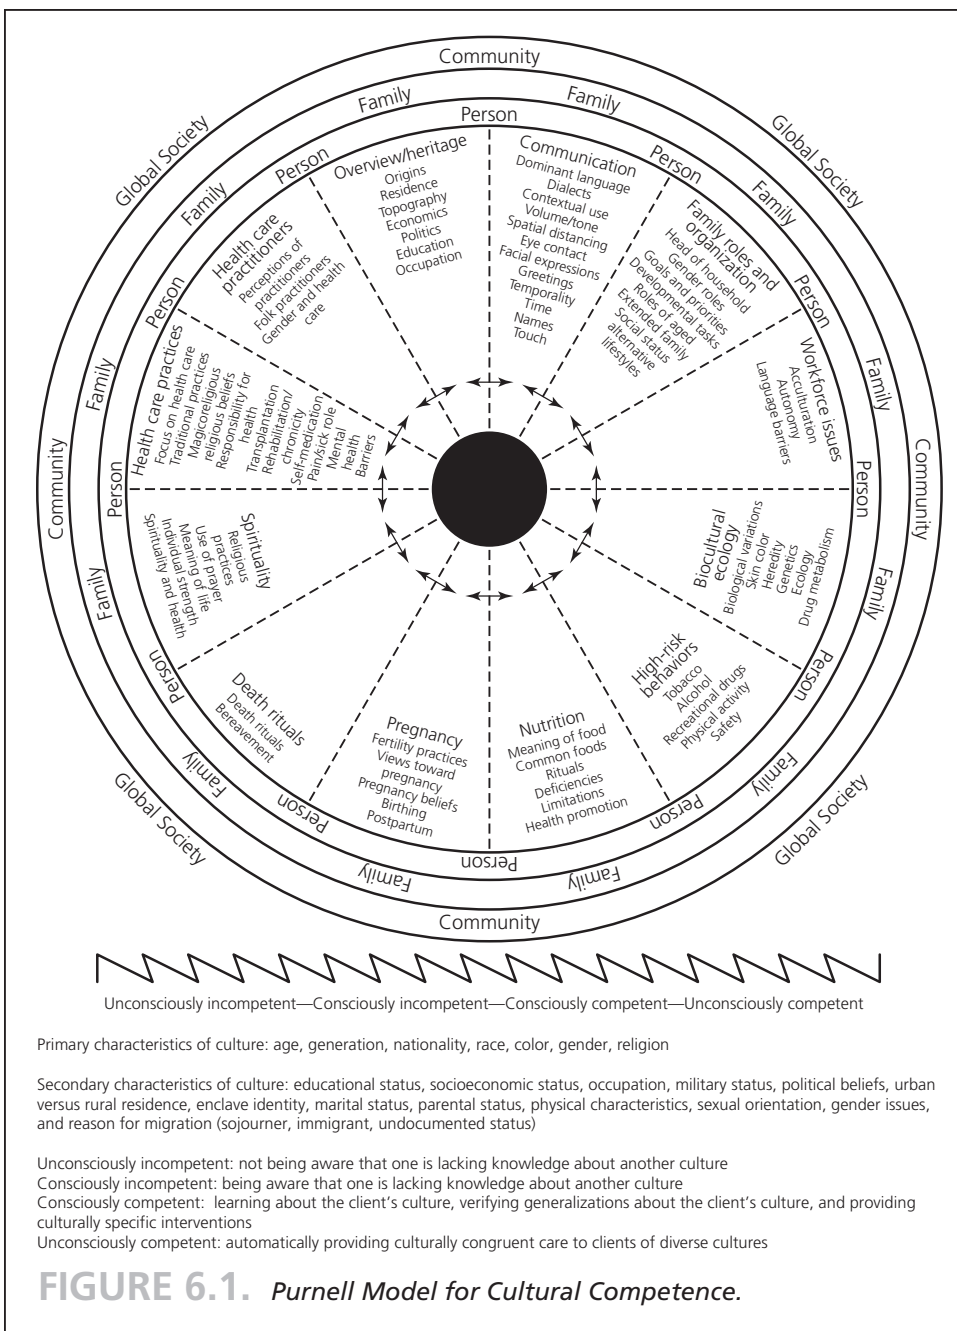 Community
Global Society
Global Society
Family
Family
Person
Person
Person
Family
Family
Overview/heritage
Origins
Residence
Topography
Economics
Politics
Education
Occupation
Communication
Dominant language
Dialects
Contextual use
Volume/tone
Spatial distancing
Eye contact
Facial expressions
Greetings
Temporality
Time
Names
Touch
Family roles and
organization
Head of household
Gender roles
Goals and priorities
Developmental tasks
Roles of aged
Extended family
Social status
alternative
lifestyles
Person
Workforce issues
Acculturation
Autonomy
Language barriers
Family
Community
Person
Biocultural
ecology
Biological variations
Skin color
Heredity
Genetics
Ecology
Drug metabolism
Family
Person
High-risk
behaviors
Tobacco
Alcohol
Recreational drugs
Physical activity
Safety
Family
Global Society
Person
Nutrition
Meaning of food
Common foods
Rituals
Deficiencies
Limitations
Health promotion
Family
Person
Pregnancy
Fertility practices
Views toward
pregnancy
Pregnancy beliefs
Birthing
Postpartum
Family
Community
Person
Death rituals
Death rituals
Bereavement
Family
Global Society
Person
Spirituality
Religious
practices
Use of prayer
Meaning of life
Individual strength
Spirituality and health
Family
Person
Community
Health care practices
Focus on health care
Traditional practices
Magicoreligious
religious beliefs
Responsibility for
health
Transplantation
Rehabilitation/
chronicity
Self-medication
Pain/sick role
Mental
health
Barriers
Family
Person
Health care
practitioners
Perceptions of
practitioners
Folk practitioners
Gender and health
care
Unconsciously incompetent—Consciously incompetent—Consciously competent—Unconsciously competent
Primary characteristics of culture: age, generation, nationality, race, color, gender, religion
Secondary characteristics of culture: educational status, socioeconomic status, occupation, military status, political beliefs, urban
versus rural residence, enclave identity, marital status, parental status, physical characteristics, sexual orientation, gender issues,
and reason for migration (sojourner, immigrant, undocumented status)
Unconsciously incompetent: not being aware that one is lacking knowledge about another culture
Consciously incompetent: being aware that one is lacking knowledge about another culture
Consciously competent: learning about the client's culture, verifying generalizations about the client's culture, and providing
culturally specific interventions
Unconsciously competent: automatically providing culturally congruent care to clients of diverse cultures
FIGURE 6.1. Purnell Model for Cultural Competence.